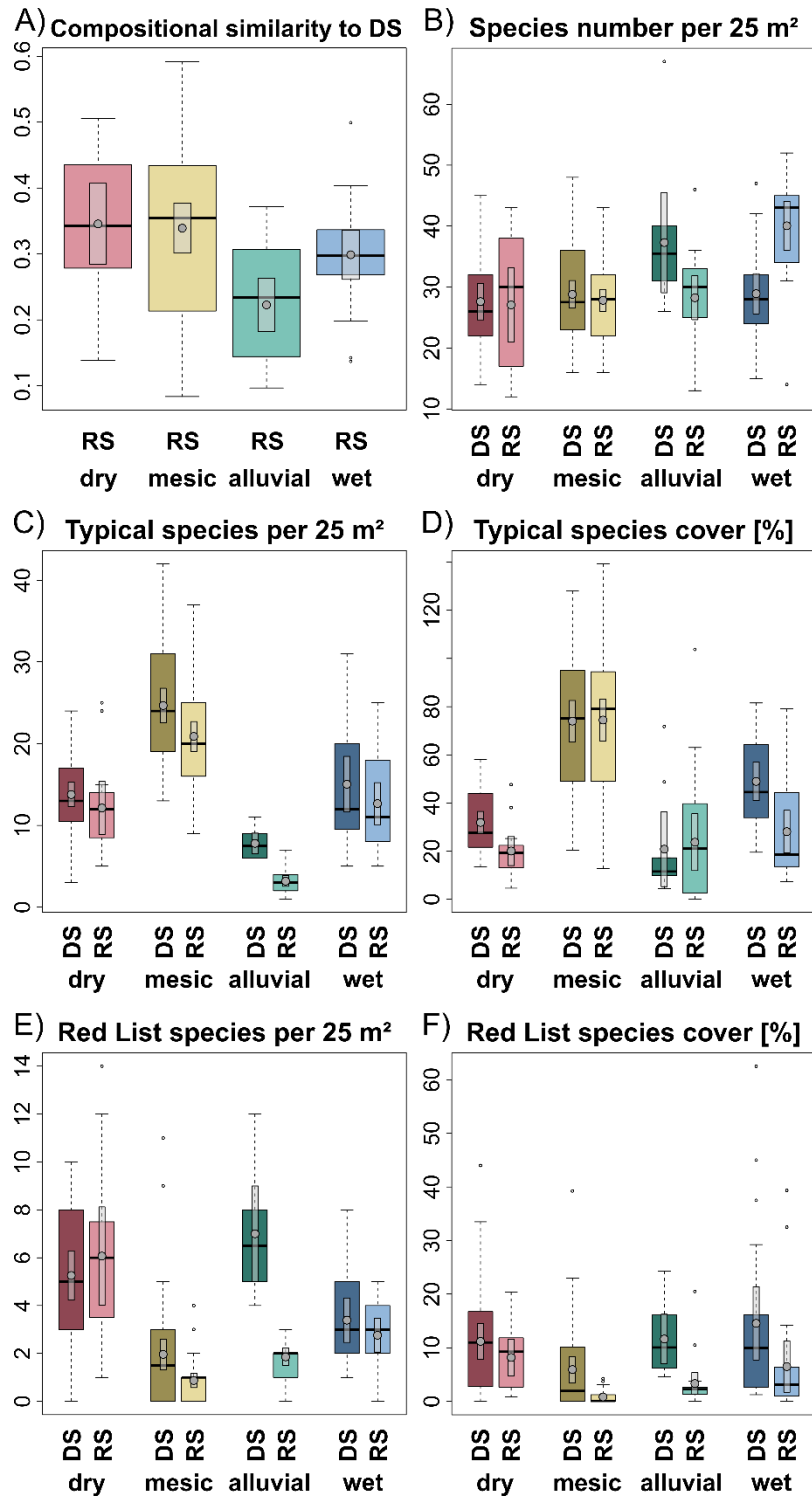 A) Compositional similarity to DS
0.6
0.5
0.4
0.3
0.2
0.1
RS RS RS RS
dry mesic alluvial wet
B) Species number per 25 m²
60
50
40
30
20
10
DS RS DS RS DS RS DS RS
dry mesic alluvial wet
C) Typical species per 25 m²
40
30
20
10
0
DS RS DS RS DS RS DS RS
dry mesic alluvial wet
D) Typical species cover [%]
120
80
60
40
20
0
DS RS DS RS DS RS DS RS
dry mesic alluvial wet
E) Red List species per 25 m²
14
12
10
8
6
4
2
0
DS RS DS RS DS RS DS RS
dry mesic alluvial wet
F) Red List species cover [%]
60
50
40
30
20
10
0
DS RS DS RS DS RS DS RS
dry mesic alluvial wet